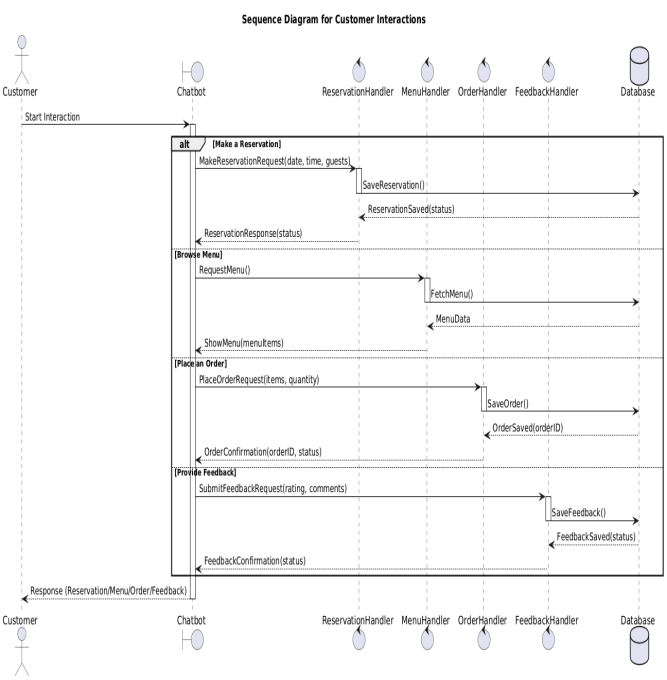 Sequence Diagram for Customer Interactions
Customer
Chatbot
ReservationHandler
MenuHandler
OrderHandler
FeedbackHandler
Database
Start Interaction
alt
[Make a Reservation]
MakeReservationRequest(date, time, guests)
SaveReservation()
ReservationSaved(status)
ReservationResponse(status)
[Browse Menu]
RequestMenu()
FetchMenu()
MenuData
ShowMenu(menuItems)
[Place an Order]
PlaceOrderRequest(items, quantity)
SaveOrder()
OrderSaved(orderID)
OrderConfirmation(orderID, status)
[Provide Feedback]
SubmitFeedbackRequest(rating, comments)
SaveFeedback()
FeedbackSaved(status)
FeedbackConfirmation(status)
Response (Reservation/Menu/Order/Feedback)
Customer
Chatbot
ReservationHandler
MenuHandler
OrderHandler
FeedbackHandler
Database